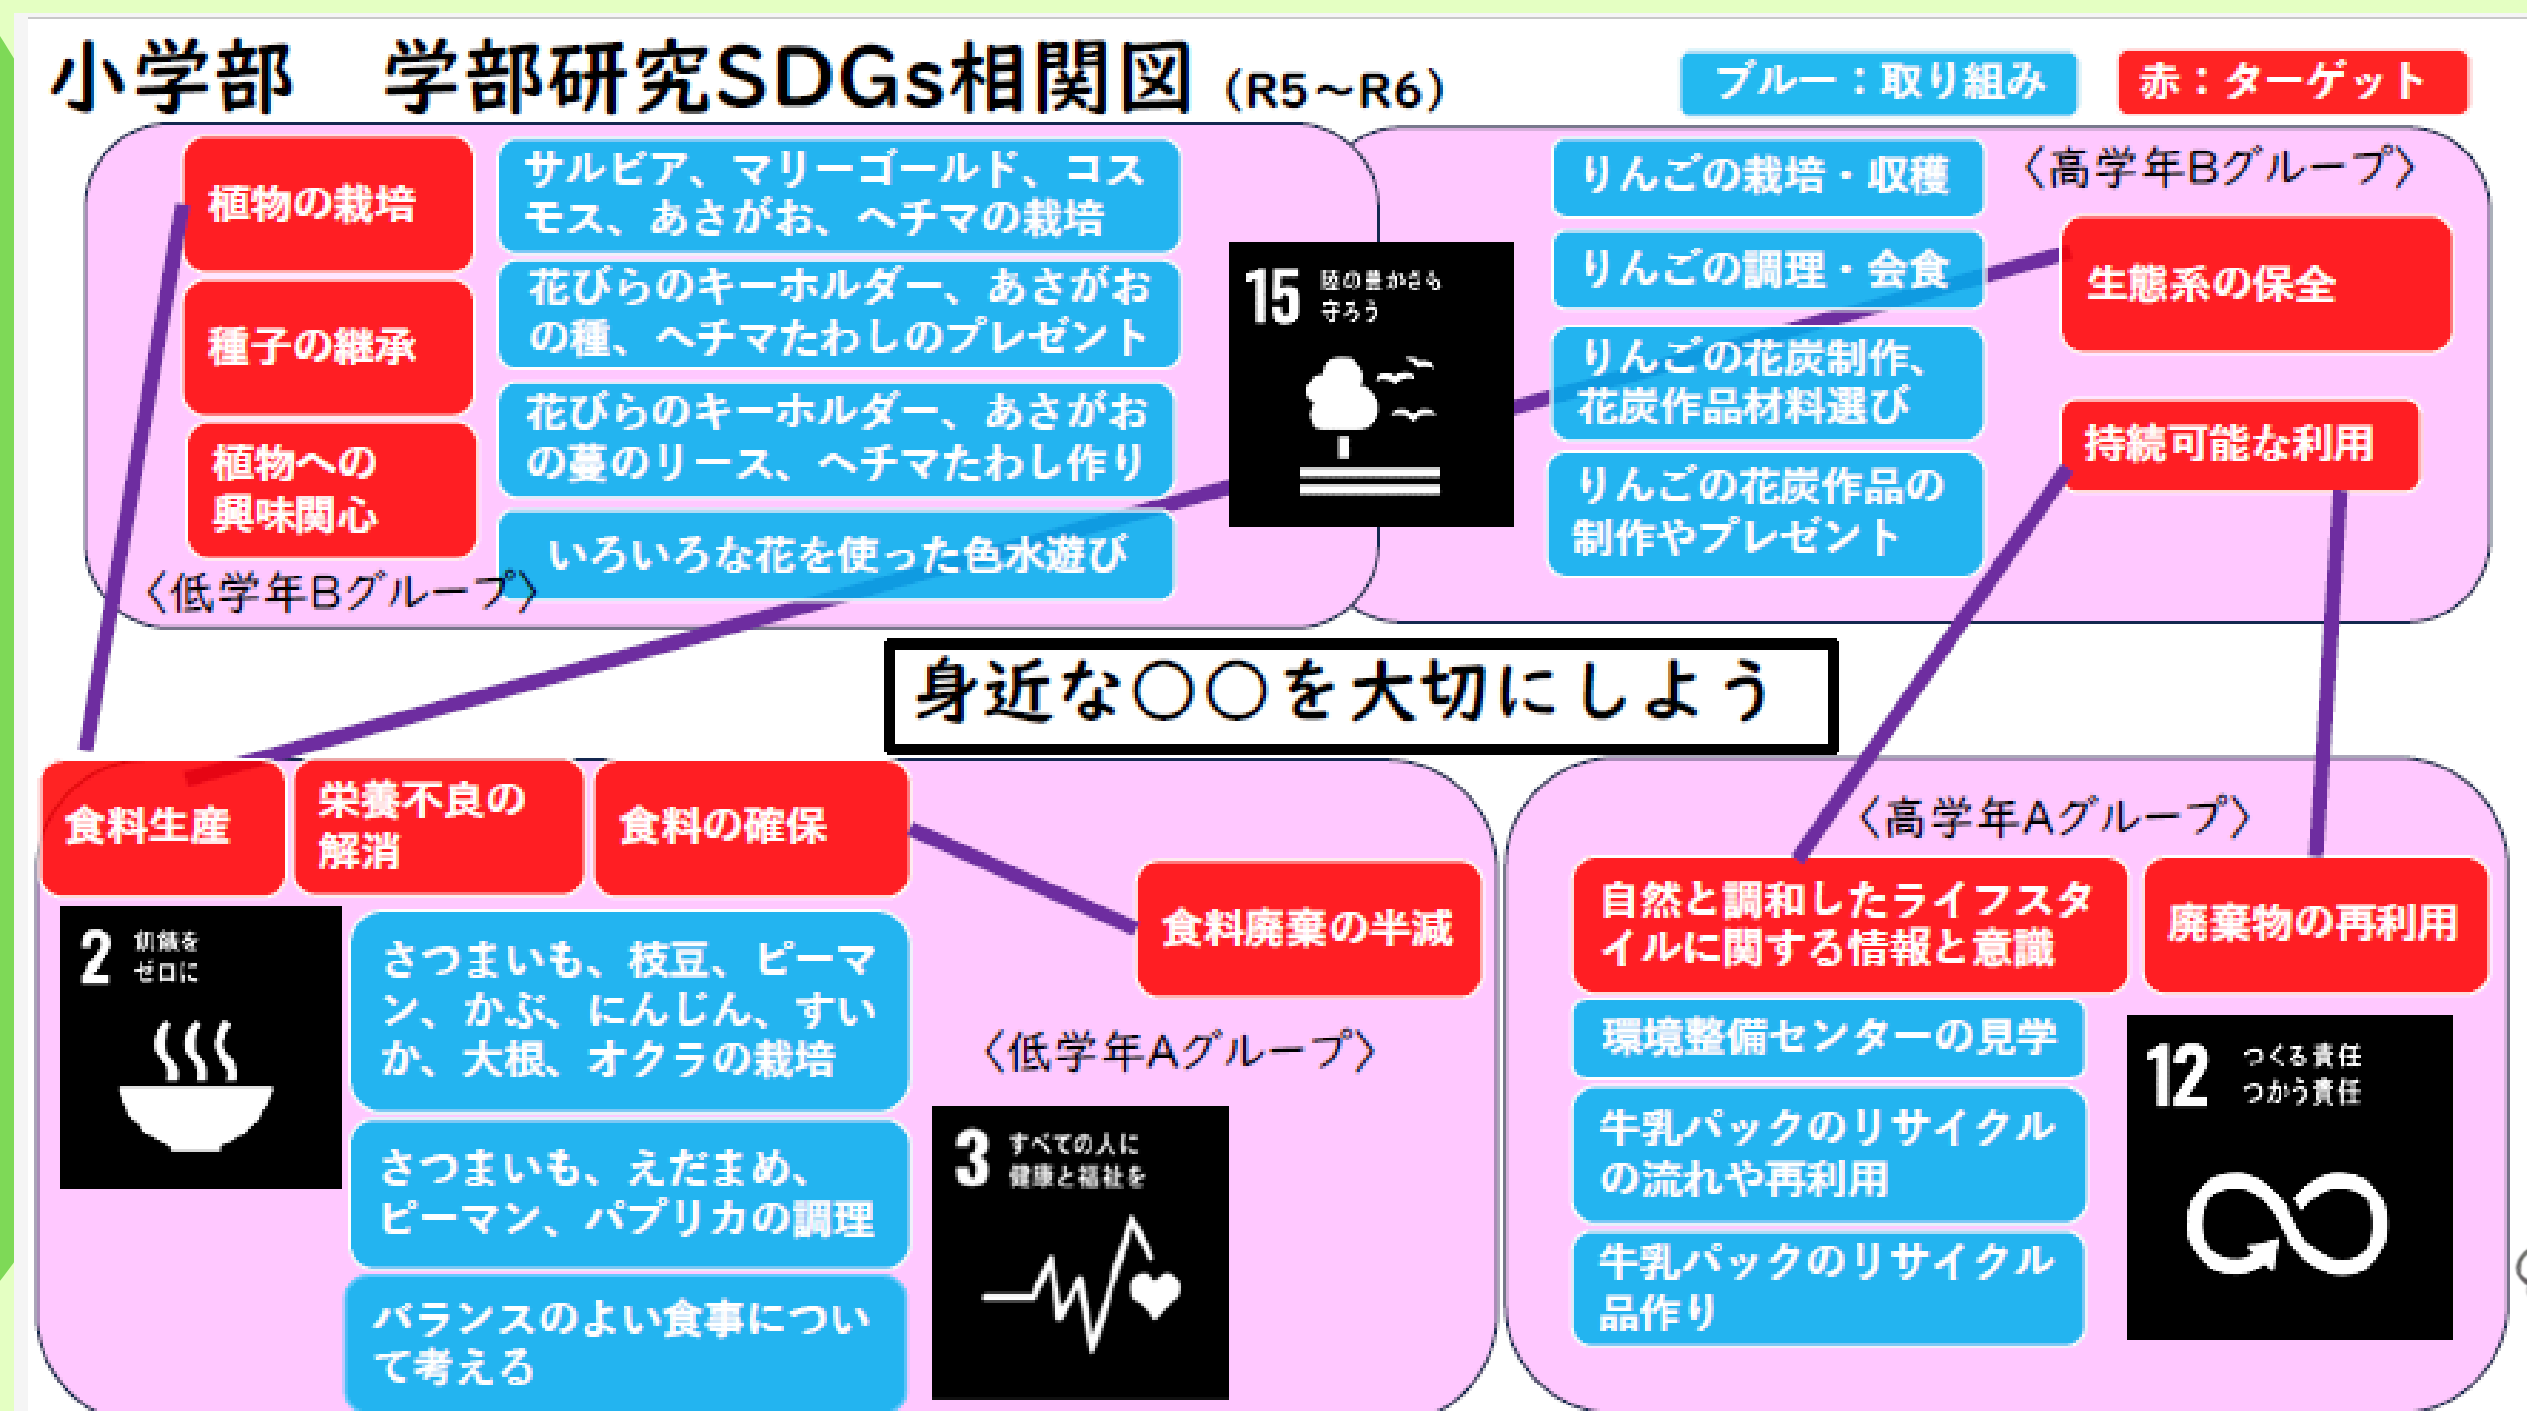 小学部　学部研究SDGs相関図（R5～R6）
ブルー：取り組み
赤：ターゲット
植物の栽培
種子の継承
植物への
興味関心
〈低学年Bグループ〉
サルビア、マリーゴールド、コス
モス、あさがお、ヘチマの栽培
花びらのキーホルダー、あさがお
の種、ヘチマたわしのプレゼント
花びらのキーホルダー、あさがお
の蔓のリース、ヘチマたわし作り
いろいろな花を使った色水遊び
15 陸の豊かさも
守ろう
りんごの栽培・収穫
りんごの調理・会食
りんごの花炭制作、
花炭作品材料選び
りんごの花炭作品の
制作やプレゼント
〈高学年Bグループ〉
生態系の保全
持続可能な利用
身近な〇〇を大切にしよう
食料生産
栄養不良の
解消
食料の確保
食料廃棄の半減
2 飢餓を
ゼロに
さつまいも、枝豆、ピーマ
ン、かぶ、にんじん、すい
か、大根、オクラの栽培
さつまいも、えだまめ、
ピーマン、パプリカの調理
バランスのよい食事につい
て考える
〈低学年Aグループ〉
3 すべての人に
健康と福祉を
〈高学年Aグループ〉
自然と調和したライフスタ
イルに関する情報と意識
廃棄物の再利用
環境整備センターの見学
牛乳パックのリサイクル
の流れや再利用
牛乳パックのリサイクル
品作り
12 つくる責任
つかう責任